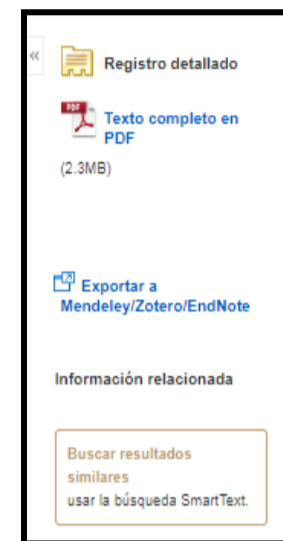 «
Registro detallado
PDF
Texto completo en
PDF
(2.3MB)
Exportar a
Mendeley/Zotero/EndNote
Información relacionada
Buscar resultados
similares
usar la búsqueda SmartText.